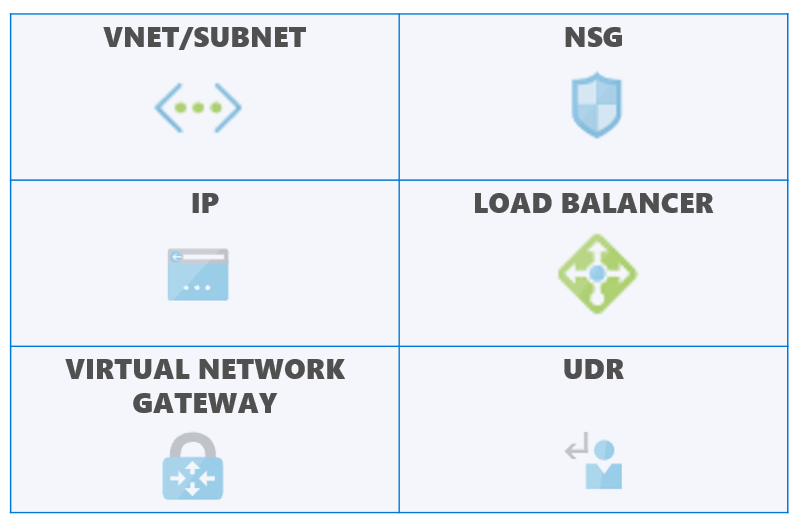 VNET/SUBNET
NSG
IP
LOAD BALANCER
VIRTUAL NETWORK
GATEWAY
UDR